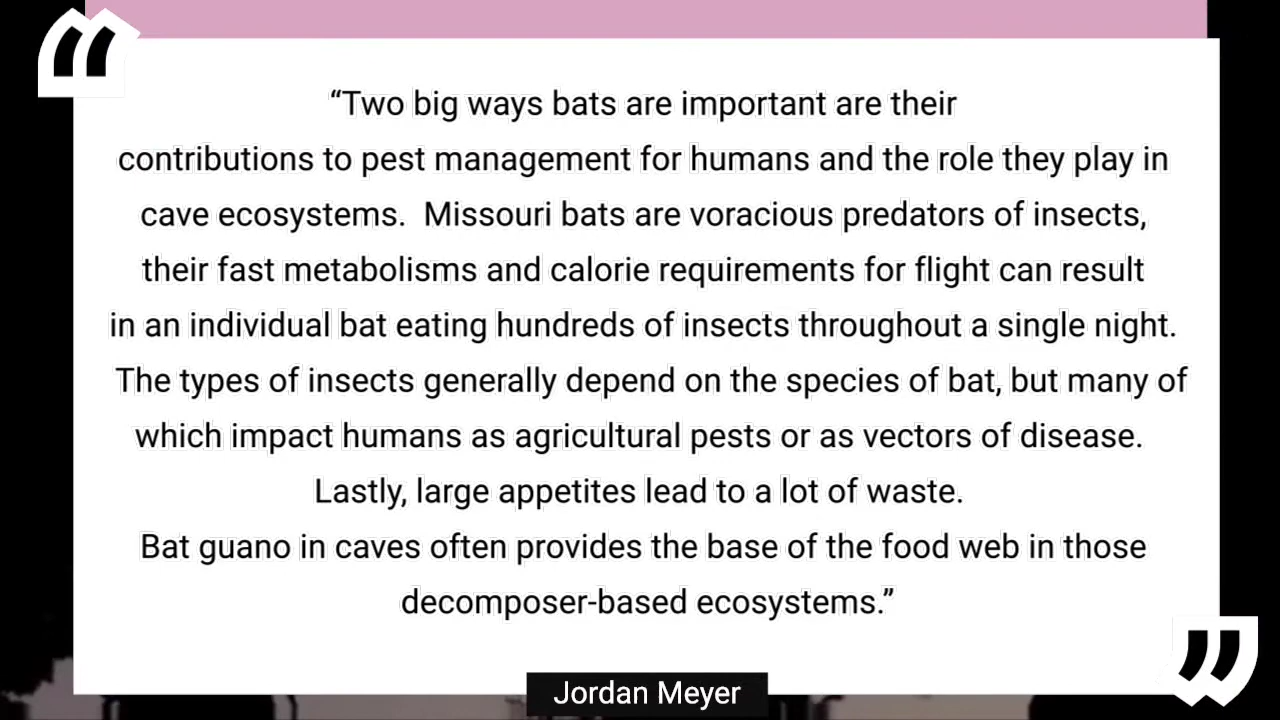 “Two big ways bats are important are their
contributions to pest management for humans and the role they play in
cave ecosystems.  Missouri bats are voracious predators of insects,
their fast metabolisms and calorie requirements for flight can result
in an individual bat eating hundreds of insects throughout a single night.
The types of insects generally depend on the species of bat, but many of
which impact humans as agricultural pests or as vectors of disease.
Lastly, large appetites lead to a lot of waste.
Bat guano in caves often provides the base of the food web in those
decomposer-based ecosystems.”
Jordan Meyer